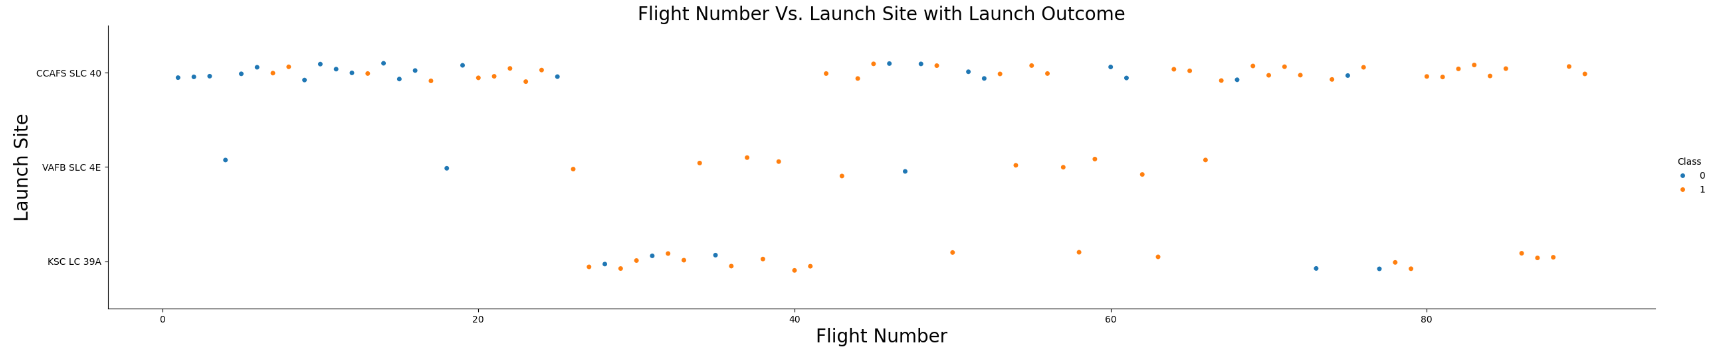 Flight Number Vs. Launch Site with Launch Outcome
Launch Site
CCAFS SLC 40
VAFB SLC 4E
KSC LC 39A
0 20 40 60 80
Flight Number
Class
0
1